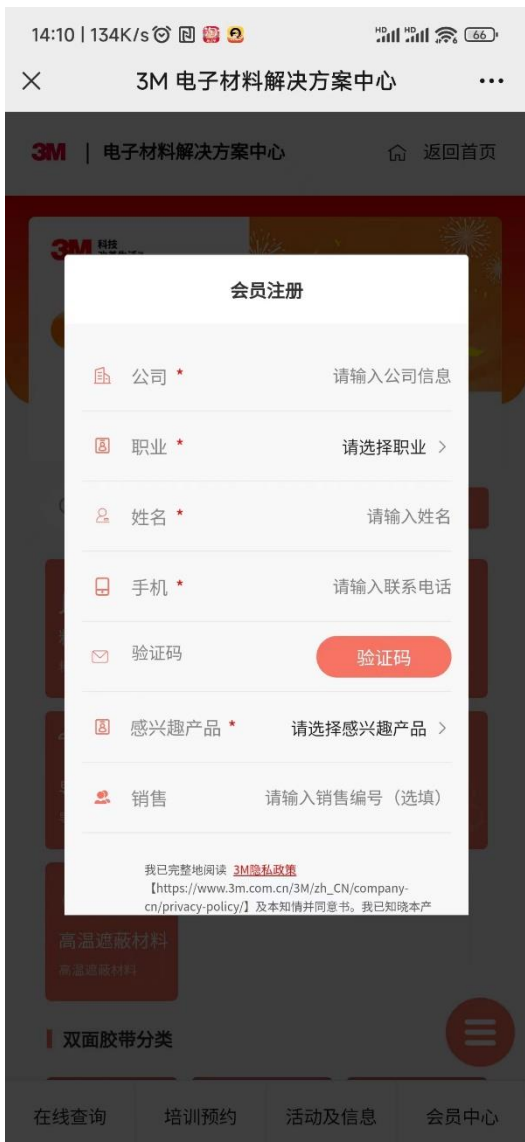 14:10 | 134K/s
66
3M 电子材料解决方案中心
3M | 电子材料解决方案中心 返回首页
3M 科技
会员注册
公司 * 请输入公司信息
职业 * 请选择职业
姓名 * 请输入姓名
手机 * 请输入联系电话
验证码 验证码
感兴趣产品 * 请选择感兴趣产品
销售 请输入销售编号（选填）
我已完整地阅读 3M隐私政策
【https://www.3m.com.cn/3M/zh_CN/company-
cn/privacy-policy/】及本知情并同意书。我已知晓本产
高温遮蔽材料
高温遮蔽材料
双面胶带分类
在线查询 培训预约 活动及信息 会员中心